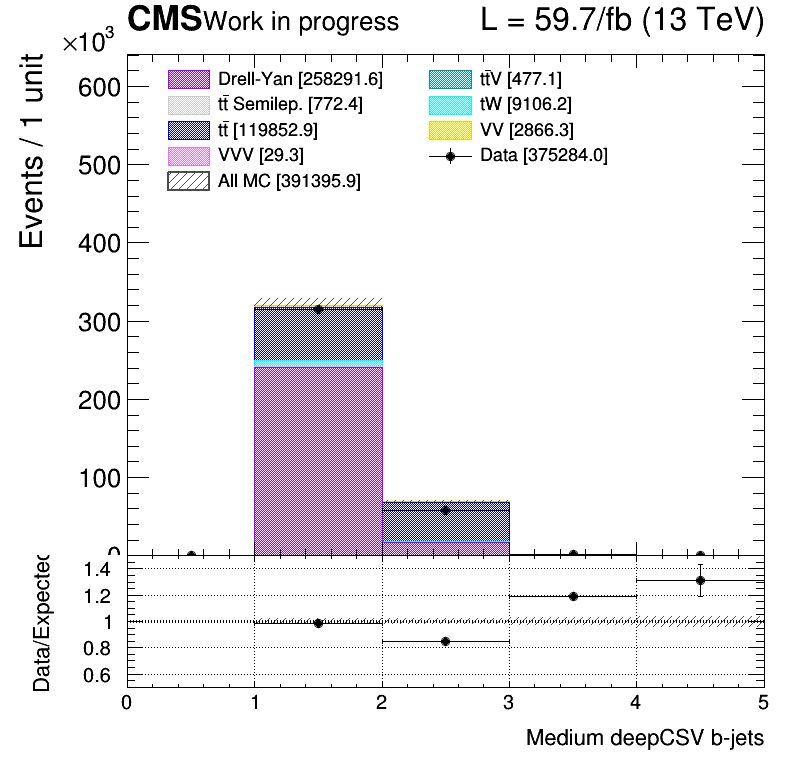 CMS Work in progress L = 59.7/fb (13 TeV)
×10³
Events / 1 unit
600
500
400
300
200
100
0
Drell-Yan [258291.6]
tt̄ Semilep. [772.4]
tt̄ [119852.9]
VVV [29.3]
All MC [391395.9]
tt̄V [477.1]
tW [9106.2]
VV [2866.3]
Data [375284.0]
Data/Expected
1.4
1.2
1
0.8
0.6
0 1 2 3 4 5
Medium deepCSV b-jets